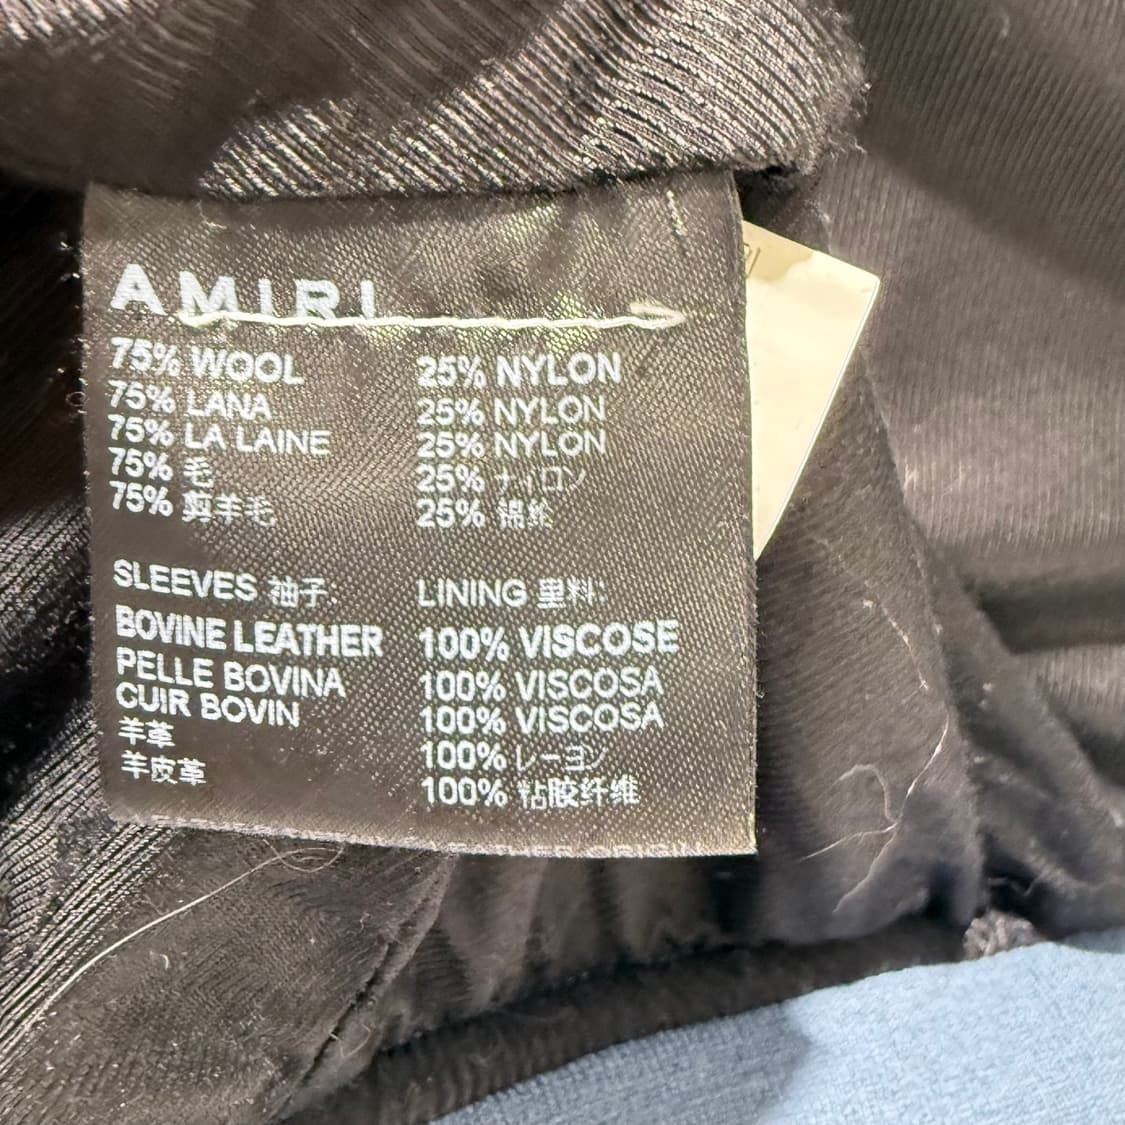 AMIRI
75% WOOL 25% NYLON
75% LANA 25% NYLON
75% LA LAINE 25% NYLON
75% 毛 25% ナイロン
75% 剪羊毛 25% 锦纶
SLEEVES 袖子: LINING 里料:
BOVINE LEATHER 100% VISCOSE
PELLE BOVINA 100% VISCOSA
CUIR BOVIN 100% VISCOSA
羊革 100% レーヨン
羊皮革 100% 粘胶纤维